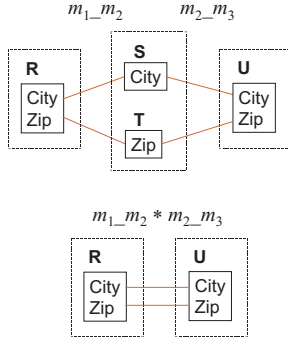 m₁_m₂ m₂_m₃
S
R City U
City City
Zip T Zip
Zip
m₁_m₂ * m₂_m₃
R U
City City
Zip Zip